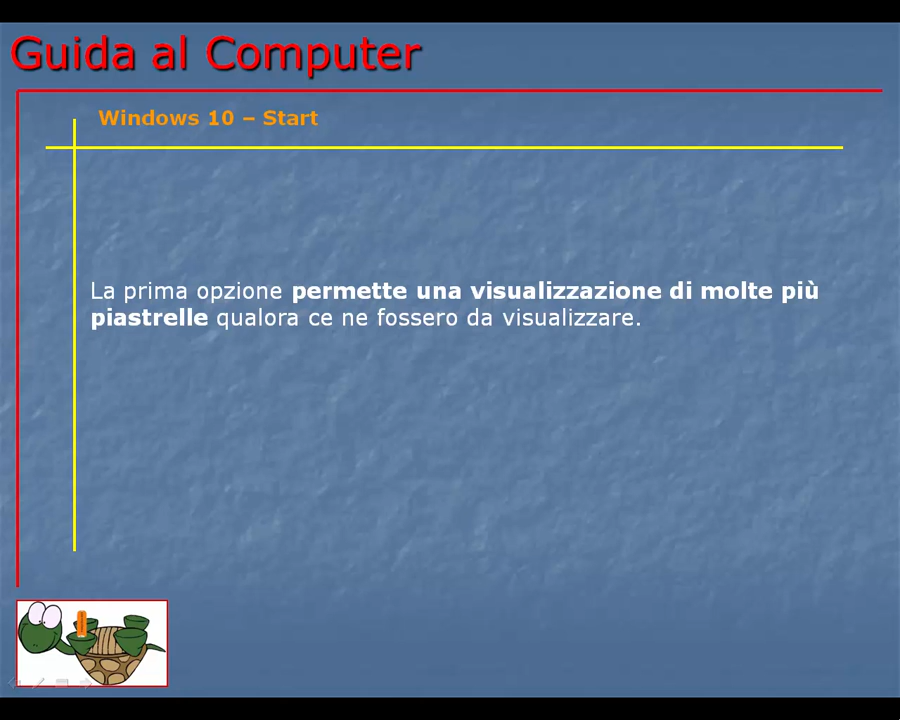 Guida al Computer
Windows 10 – Start
La prima opzione permette una visualizzazione di molte più
piastrelle qualora ce ne fossero da visualizzare.